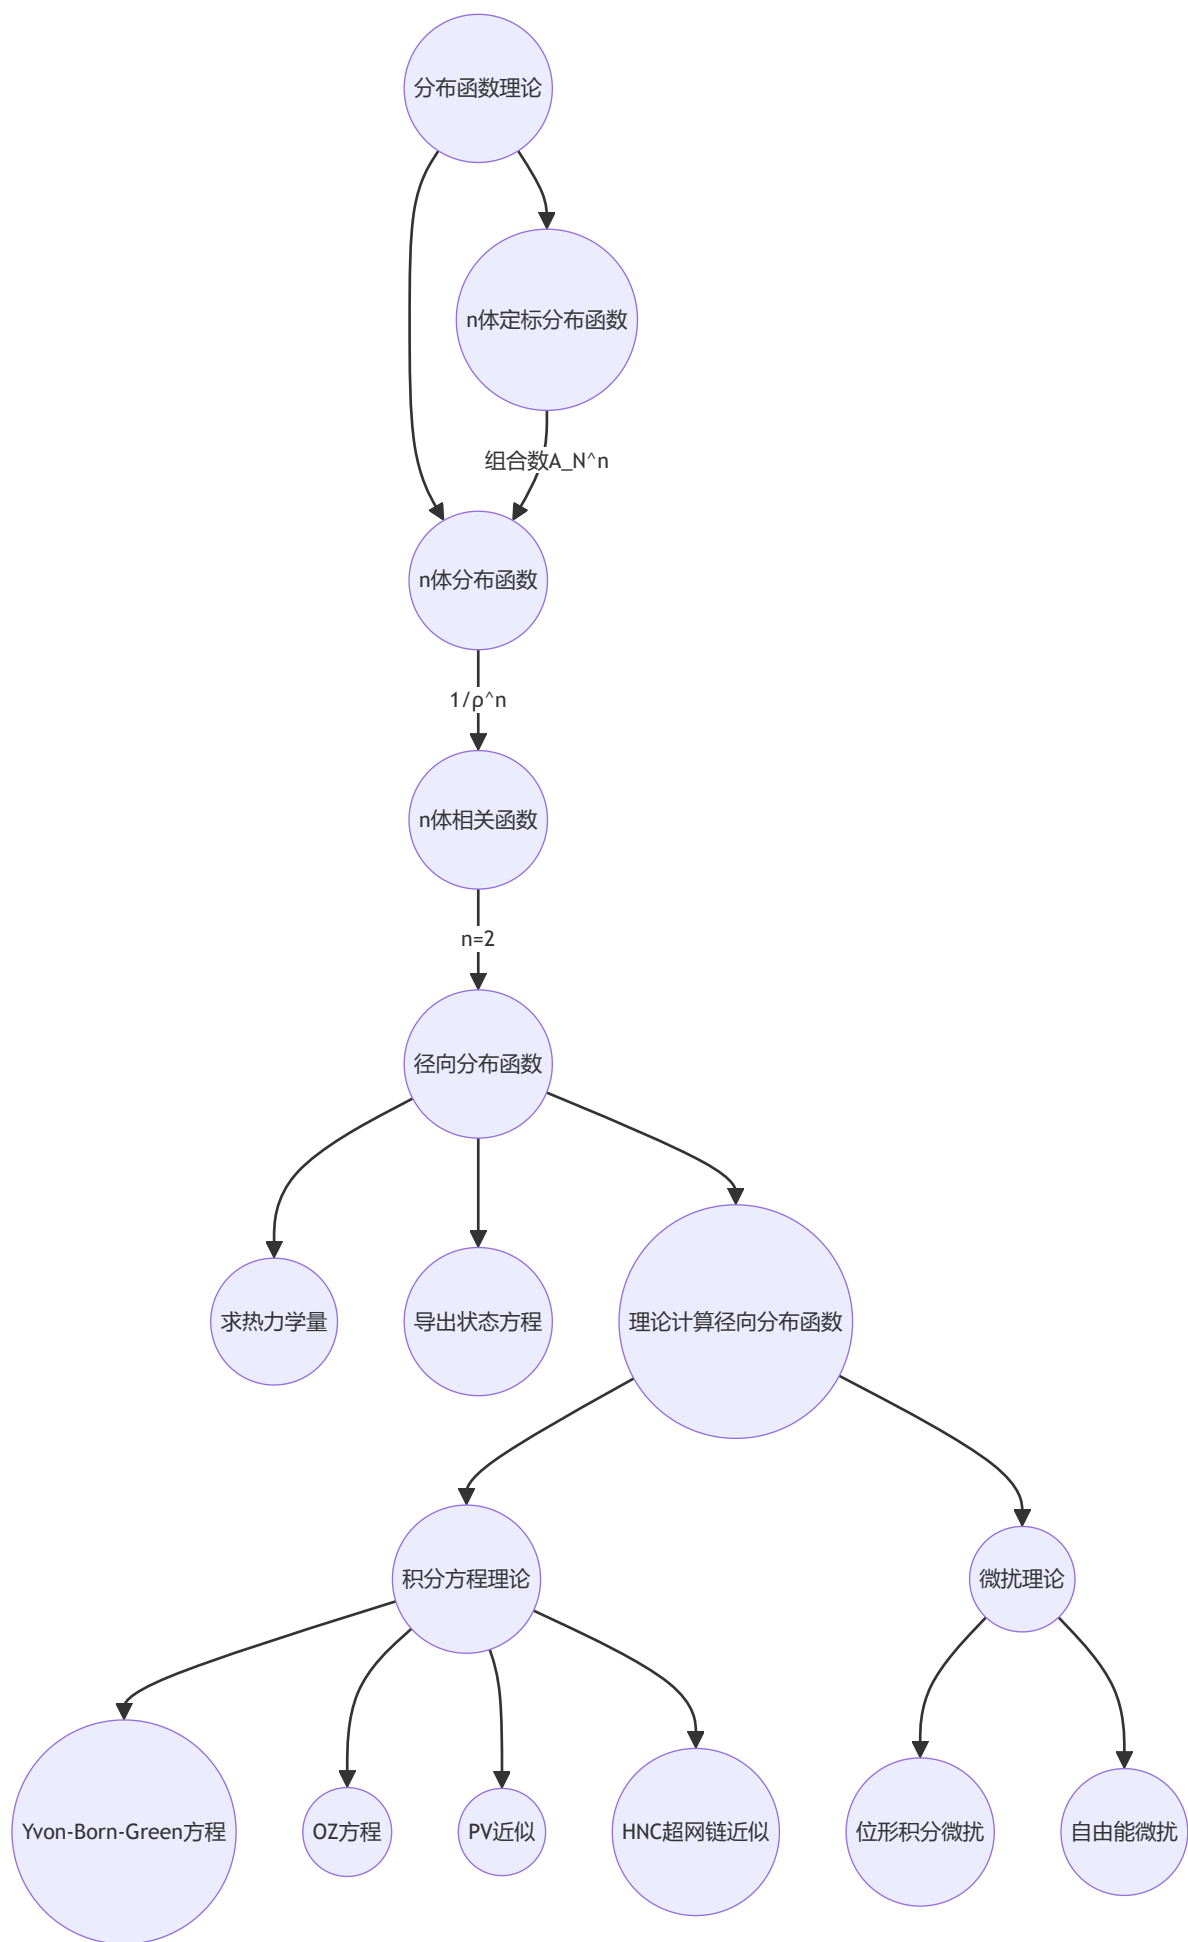 分布函数理论
n体定标分布函数
组合数A_N^n
n体分布函数
1/ρ^n
n体相关函数
n=2
径向分布函数
求热力学量
导出状态方程
理论计算径向分布函数
积分方程理论
微扰理论
Yvon-Born-Green方程
OZ方程
PV近似
HNC超网链近似
位形积分微扰
自由能微扰